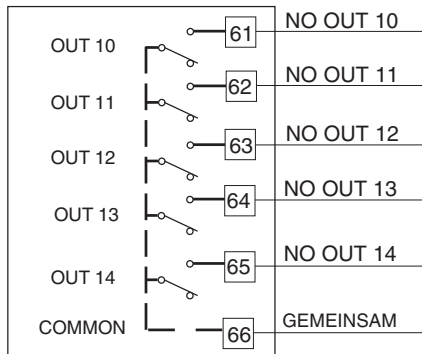 OUT 10 61 NO OUT 10
OUT 11 62 NO OUT 11
OUT 12 63 NO OUT 12
OUT 13 64 NO OUT 13
OUT 14 65 NO OUT 14
COMMON 66 GEMEINSAM